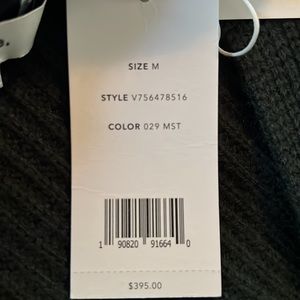 SIZE M
STYLE V756478516
COLOR 029 MST
1 90820 91664 0
$395.00